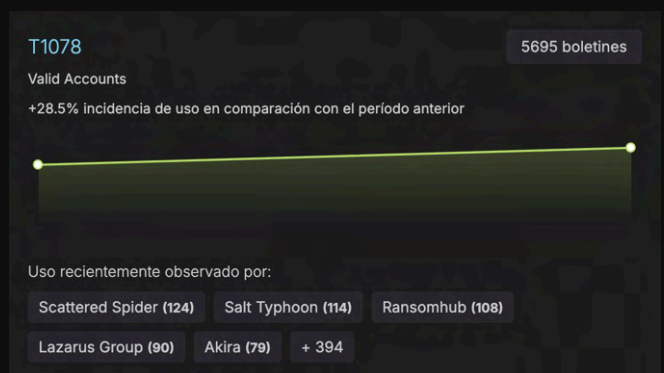 T1078
5695 boletines
Valid Accounts
+28.5% incidencia de uso en comparación con el período anterior
Uso recientemente observado por:
Scattered Spider (124) Salt Typhoon (114) Ransomhub (108)
Lazarus Group (90) Akira (79) + 394